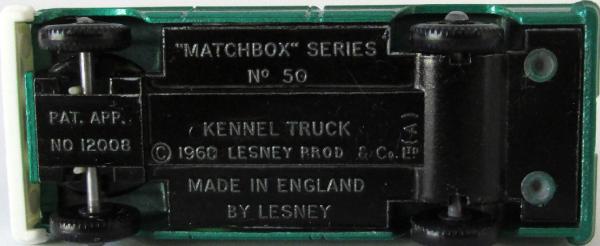 "MATCHBOX" SERIES
Nº 50
PAT. APP.
NO 12008
KENNEL TRUCK (A)
© 1968 LESNEY PROD & Co. LTD
MADE IN ENGLAND
BY LESNEY